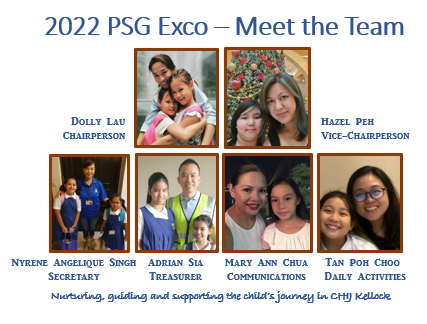 2022 PSG Exco – Meet the Team
Dolly Lau
Chairperson
Hazel Peh
Vice–Chairperson
Nyrene Angelique Singh
Secretary
Adrian Sia
Treasurer
Mary Ann Chua
Communications
Tan Poh Choo
Daily Activities
Nurturing, guiding and supporting the child's journey in CHIJ Kellock